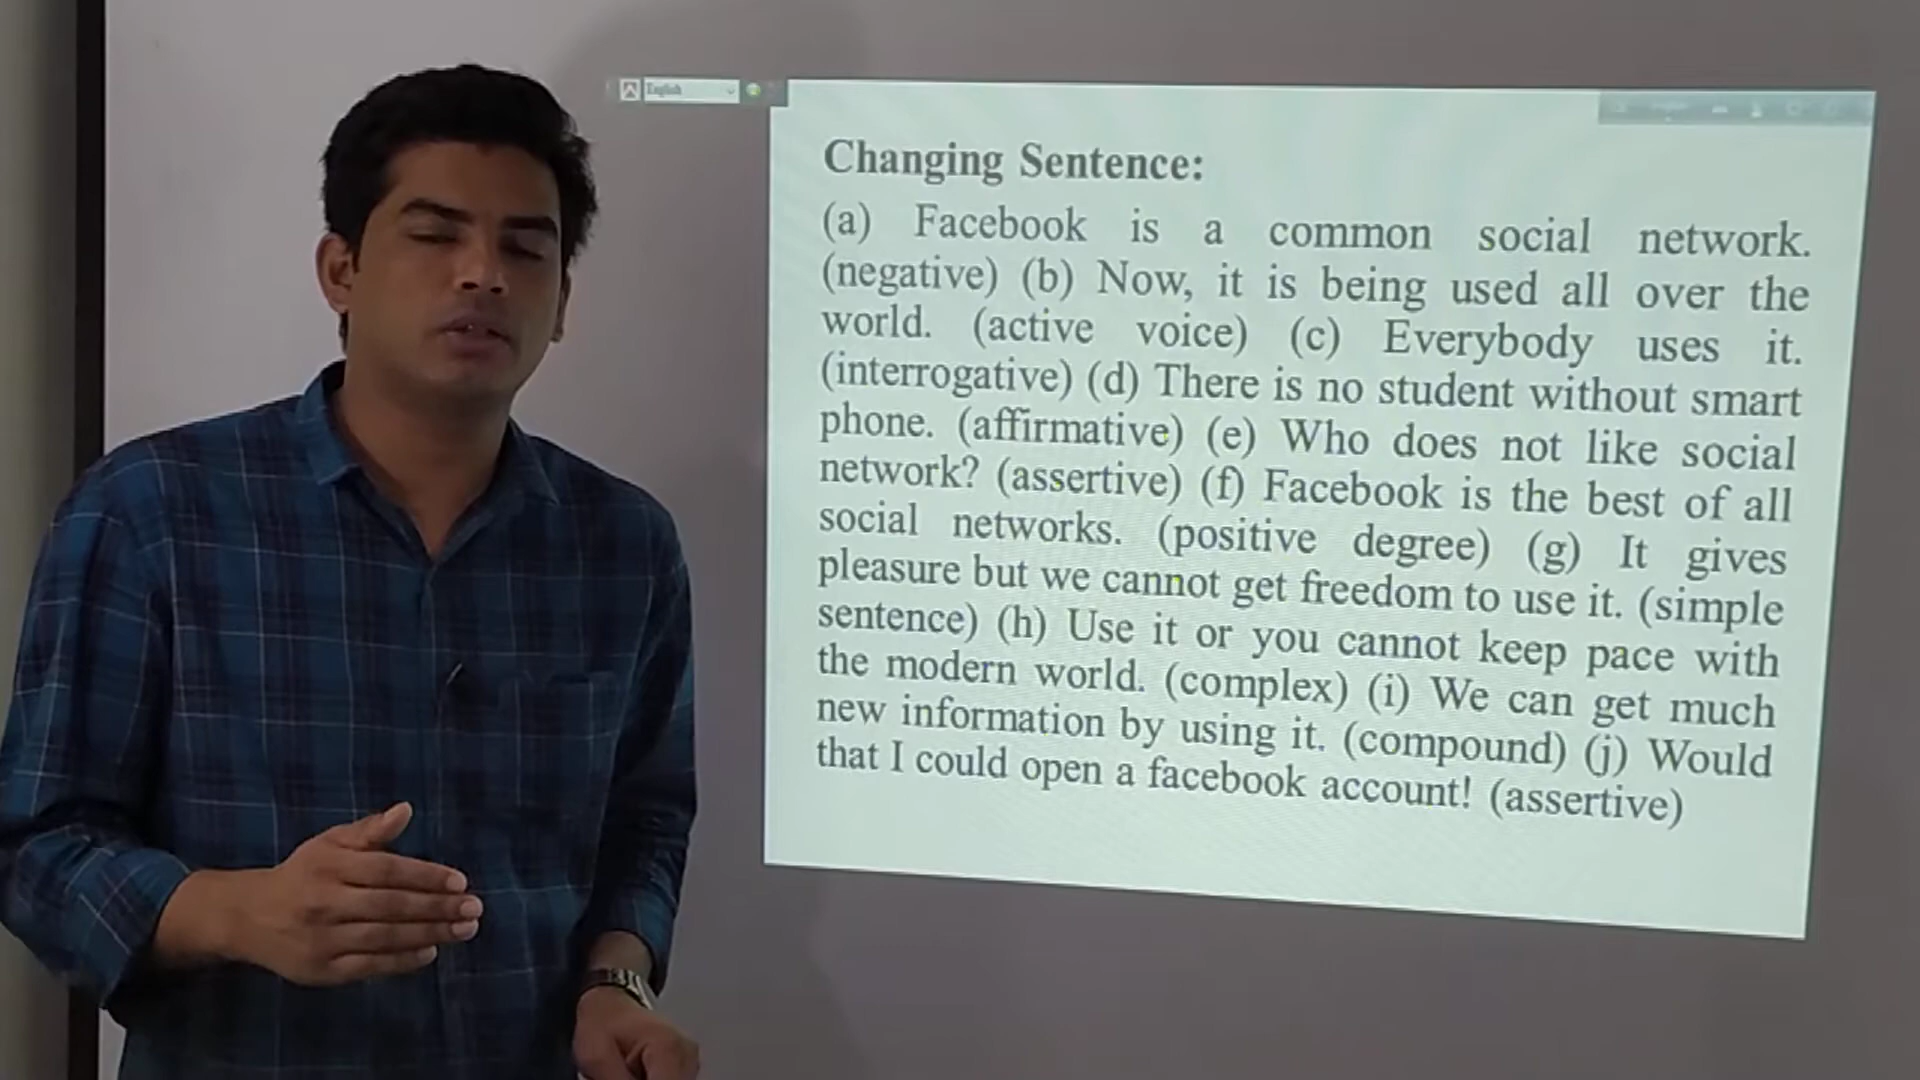 English
Changing Sentence:
(a) Facebook is a common social network.
(negative) (b) Now, it is being used all over the
world. (active voice) (c) Everybody uses it.
(interrogative) (d) There is no student without smart
phone. (affirmative) (e) Who does not like social
network? (assertive) (f) Facebook is the best of all
social networks. (positive degree) (g) It gives
pleasure but we cannot get freedom to use it. (simple
sentence) (h) Use it or you cannot keep pace with
the modern world. (complex) (i) We can get much
new information by using it. (compound) (j) Would
that I could open a facebook account! (assertive)